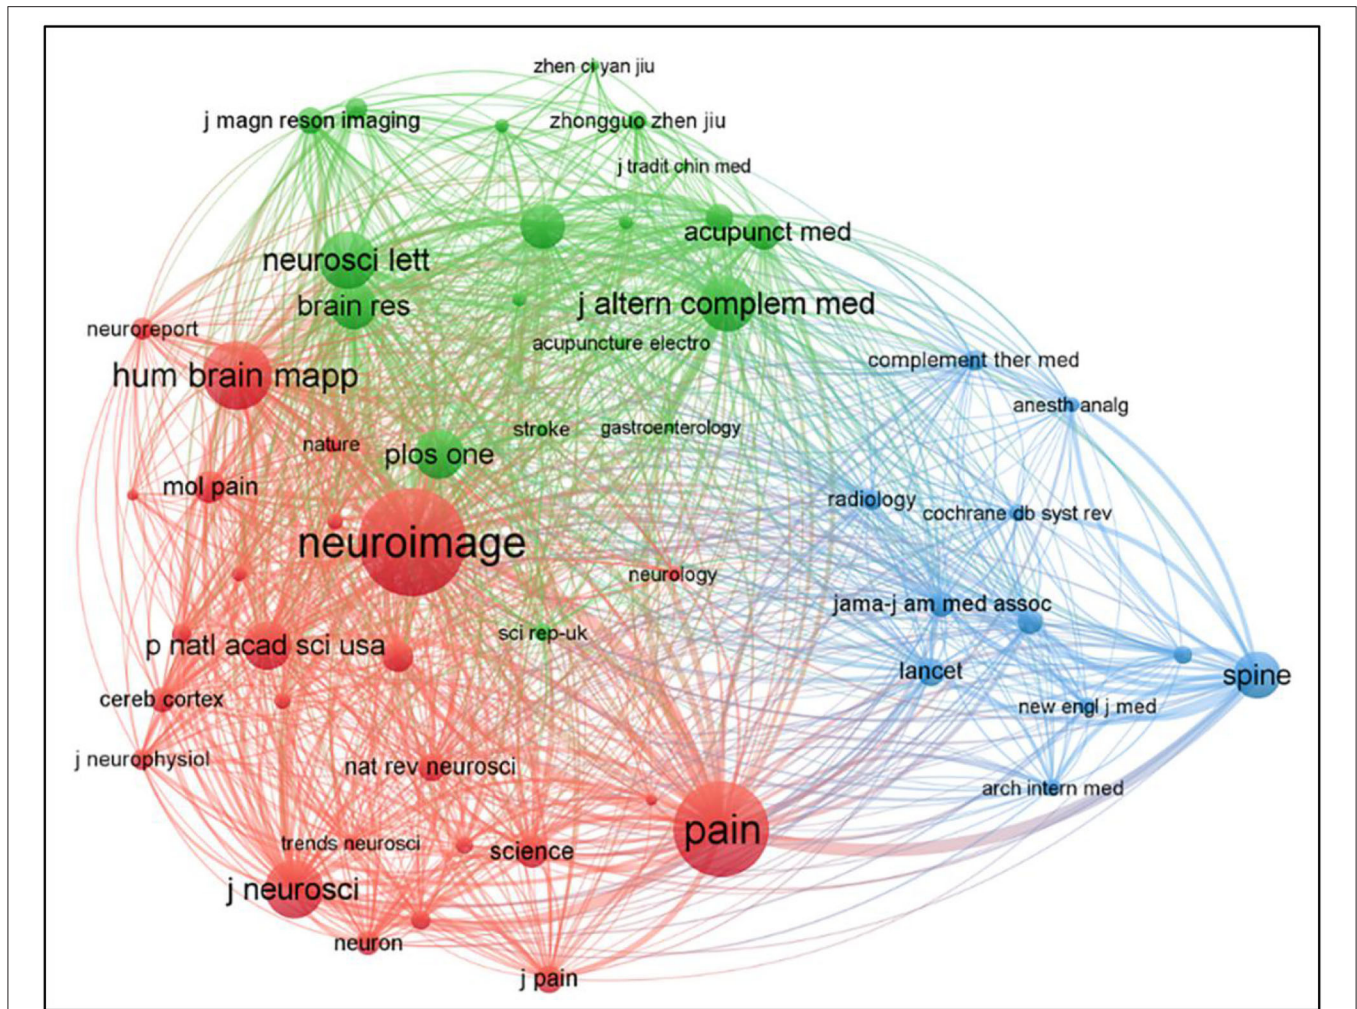 zhen ci yan jiu
j magn reson imaging
zhongguo zhen jiu
j tradit chin med
acupunct med
neurosci lett
brain res
j altern complem med
neuroreport
acupuncture electro
complement ther med
hum brain mapp
anesth analg
stroke
gastroenterology
nature
plos one
mol pain
radiology
cochrane db syst rev
neuroimage
neurology
jama-j am med assoc
sci rep-uk
p natl acad sci usa
lancet
spine
cereb cortex
new engl j med
j neurophysiol
nat rev neurosci
arch intern med
pain
trends neurosci
science
j neurosci
neuron
j pain